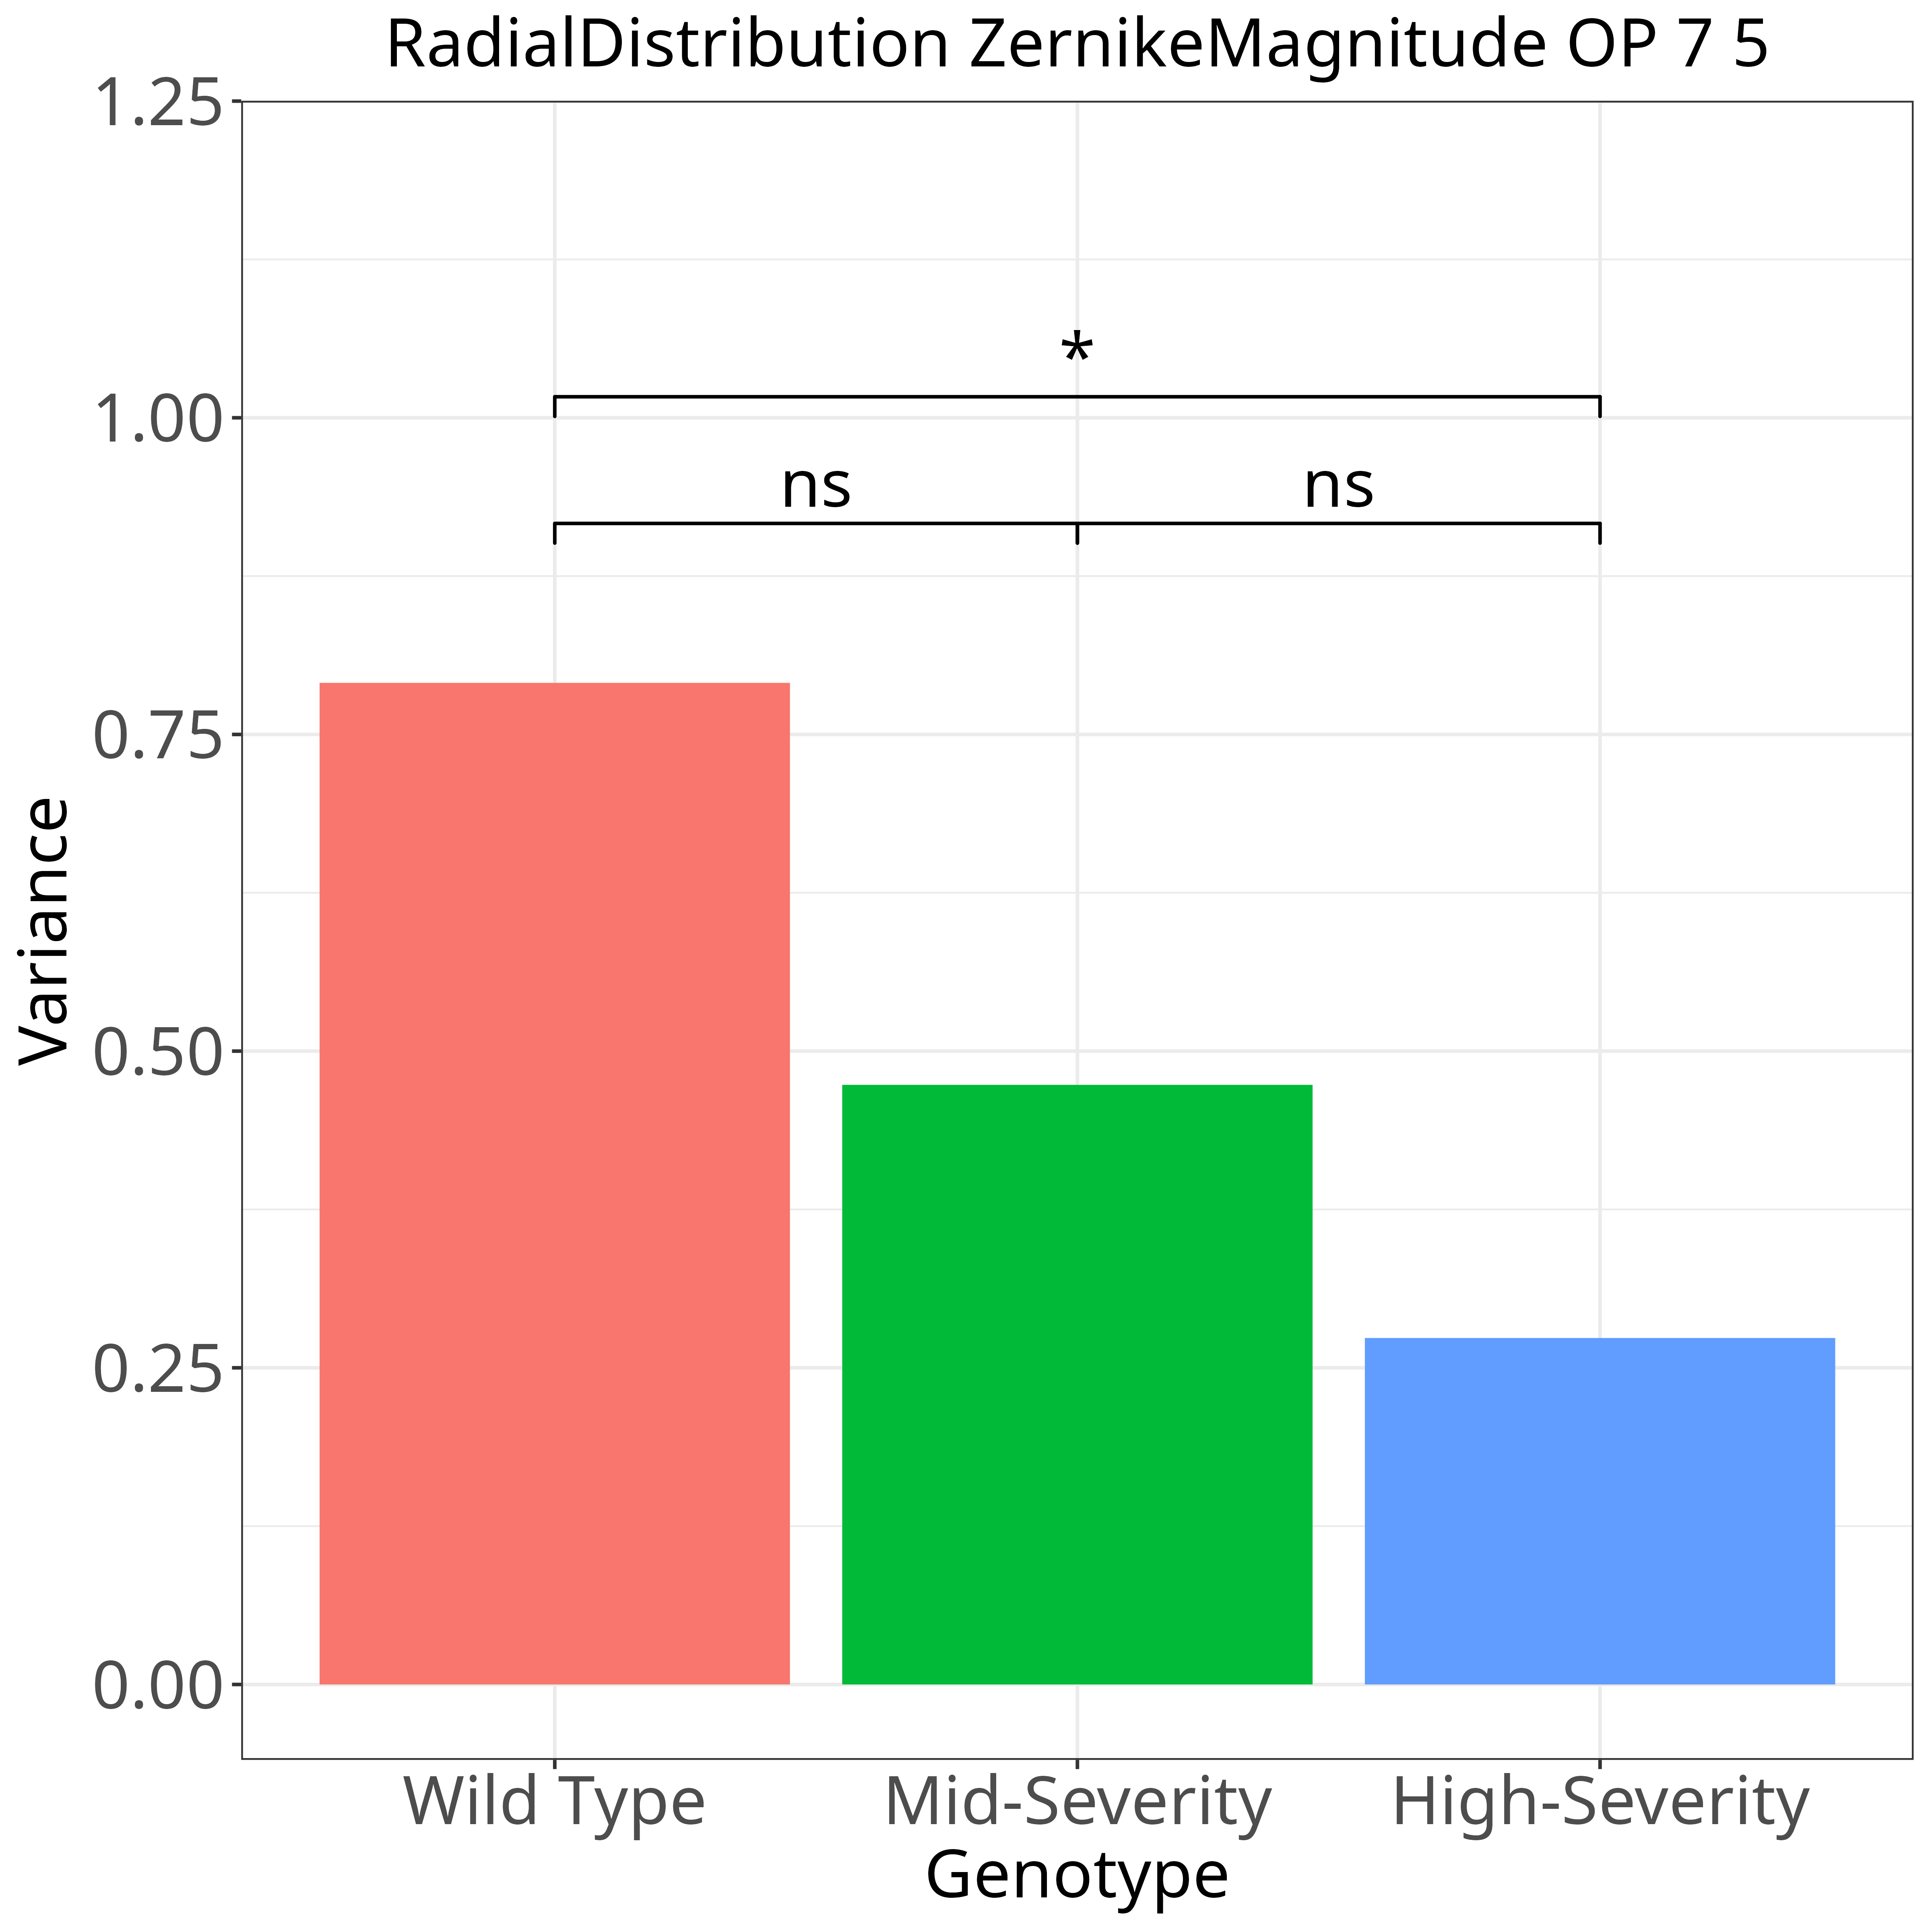 RadialDistribution ZernikeMagnitude OP 7 5
1.25
1.00
0.75
0.50
0.25
0.00
Variance
*
ns ns
Wild Type Mid-Severity High-Severity
Genotype